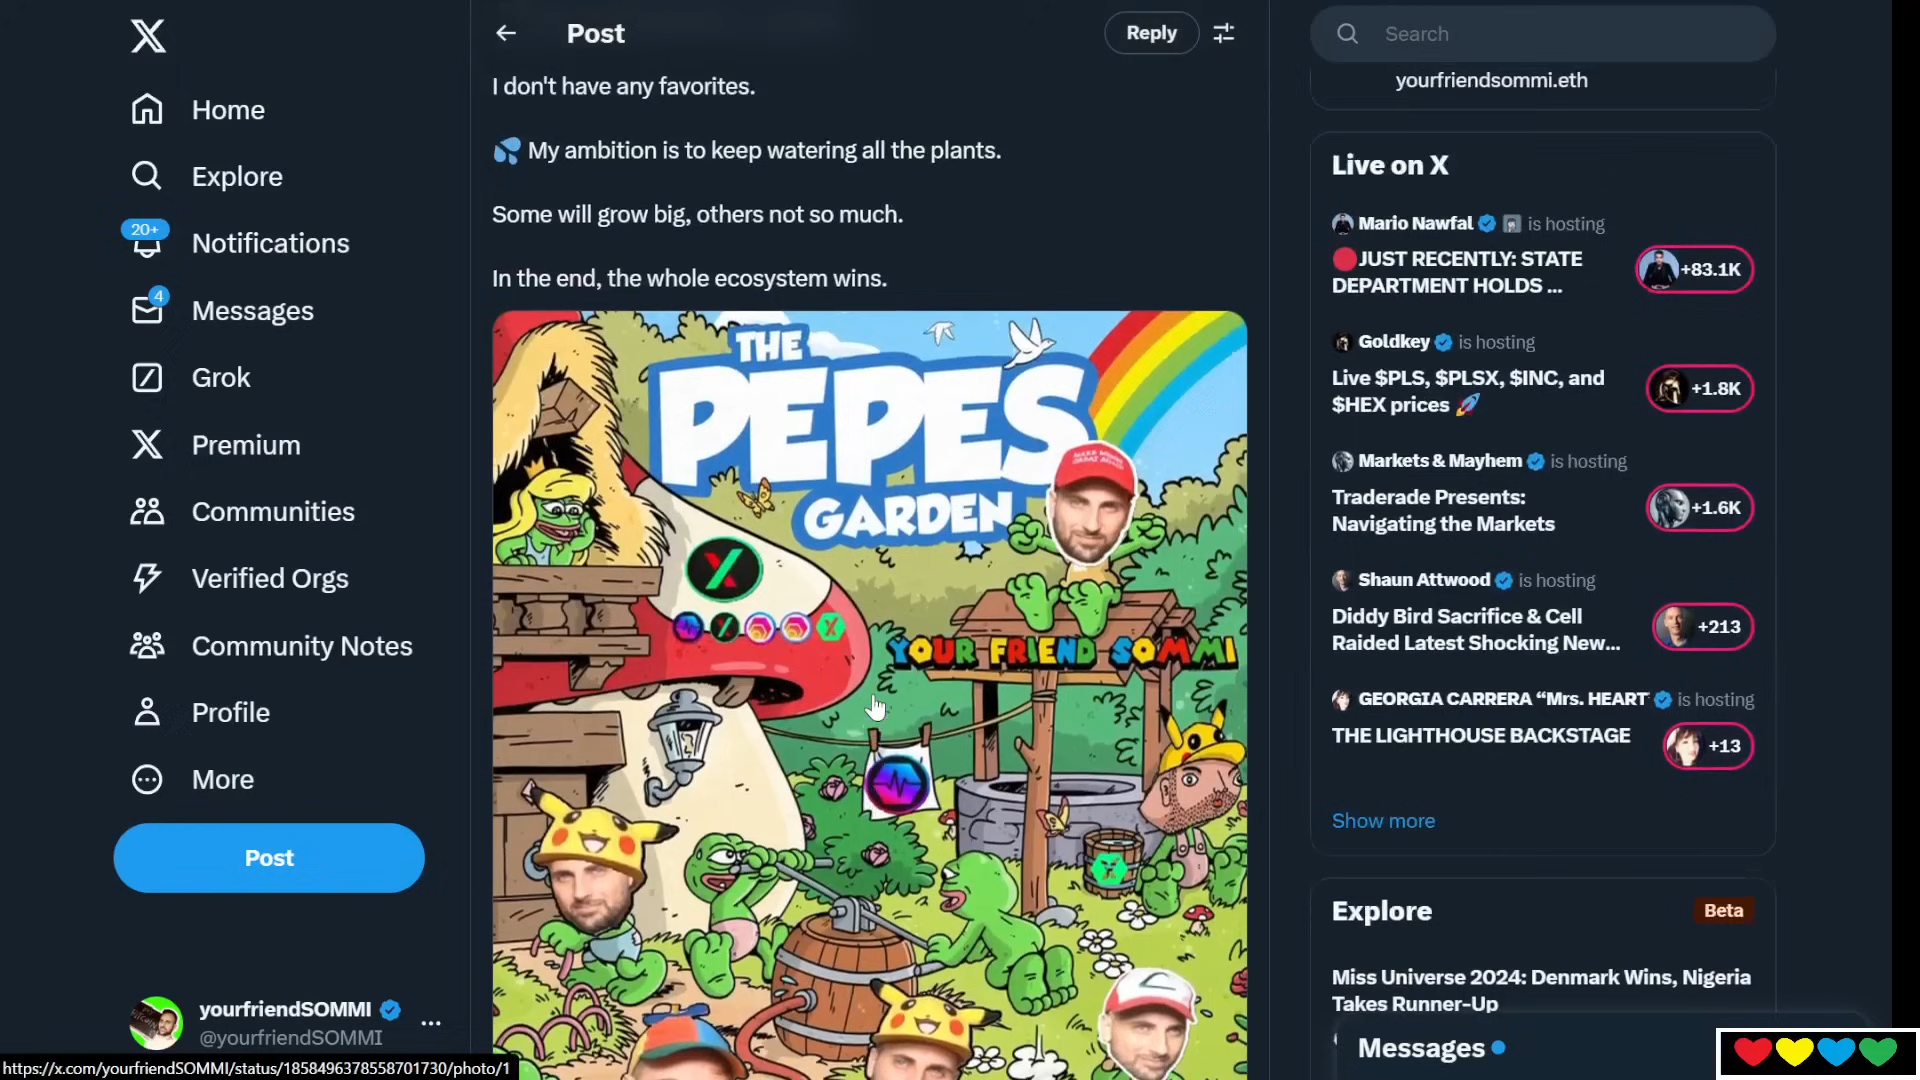 Home
Explore
20+
Notifications
4
Messages
Grok
Premium
Communities
Verified Orgs
Community Notes
Profile
More
Post
yourfriendSOMMI
@yourfriendSOMMI
https://x.com/yourfriendSOMMI/status/1858496378558701730/photo/1
Post
Reply
I don't have any favorites.
My ambition is to keep watering all the plants.
Some will grow big, others not so much.
In the end, the whole ecosystem wins.
THE
PEPES
GARDEN
YOUR FRIEND SOMMI
Search
yourfriendsommi.eth
Live on X
Mario Nawfal is hosting
JUST RECENTLY: STATE
DEPARTMENT HOLDS ...
+83.1K
Goldkey is hosting
Live $PLS, $PLSX, $INC, and
$HEX prices
+1.8K
Markets & Mayhem is hosting
Traderade Presents:
Navigating the Markets
+1.6K
Shaun Attwood is hosting
Diddy Bird Sacrifice & Cell
Raided Latest Shocking New...
+213
GEORGIA CARRERA “Mrs. HEART is hosting
THE LIGHTHOUSE BACKSTAGE
+13
Show more
Explore
Beta
Miss Universe 2024: Denmark Wins, Nigeria
Takes Runner-Up
Messages